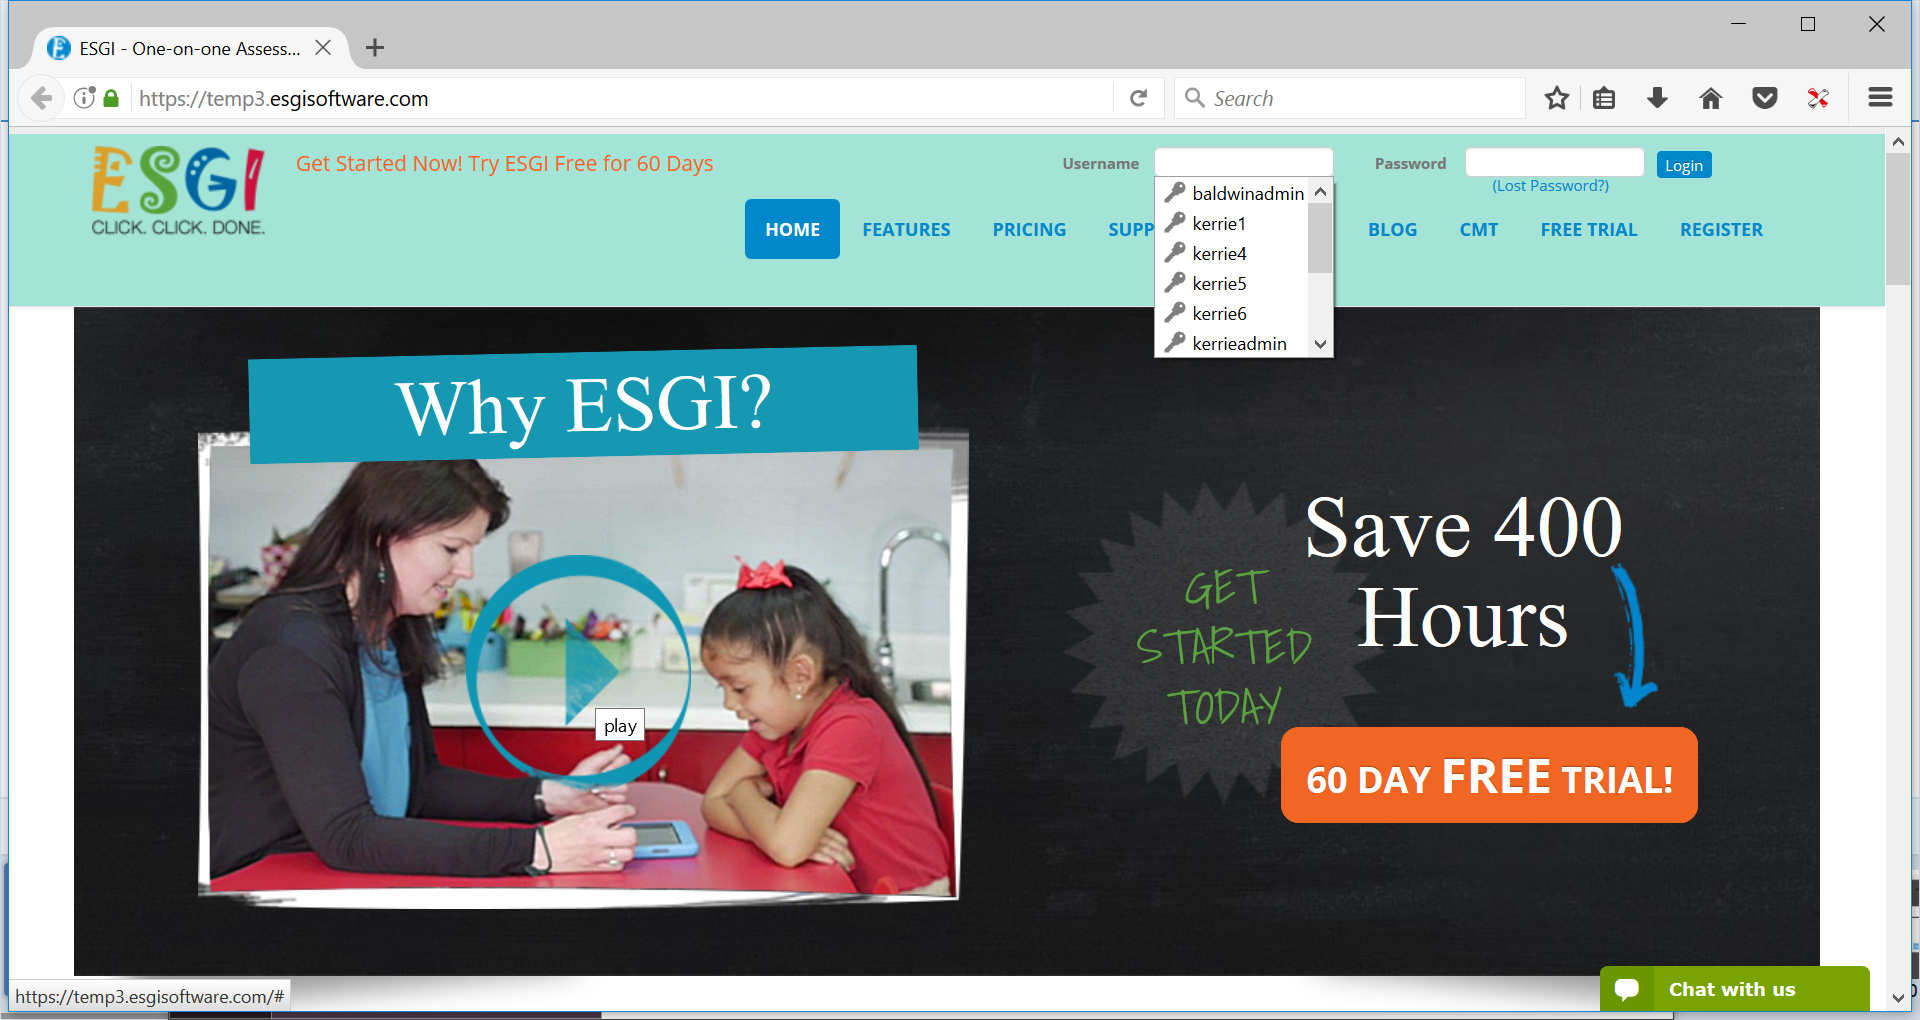 ESGI - One-on-one Assess...
https://temp3.esgisoftware.com
Search
ESGI
CLICK. CLICK. DONE.
Get Started Now! Try ESGI Free for 60 Days
Username
Password
Login
(Lost Password?)
baldwinadmin
kerrie1
kerrie4
kerrie5
kerrie6
kerrieadmin
HOME FEATURES PRICING SUPP BLOG CMT FREE TRIAL REGISTER
Why ESGI?
play
GET
STARTED
TODAY
Save 400
Hours
60 DAY FREE TRIAL!
https://temp3.esgisoftware.com/#
Chat with us